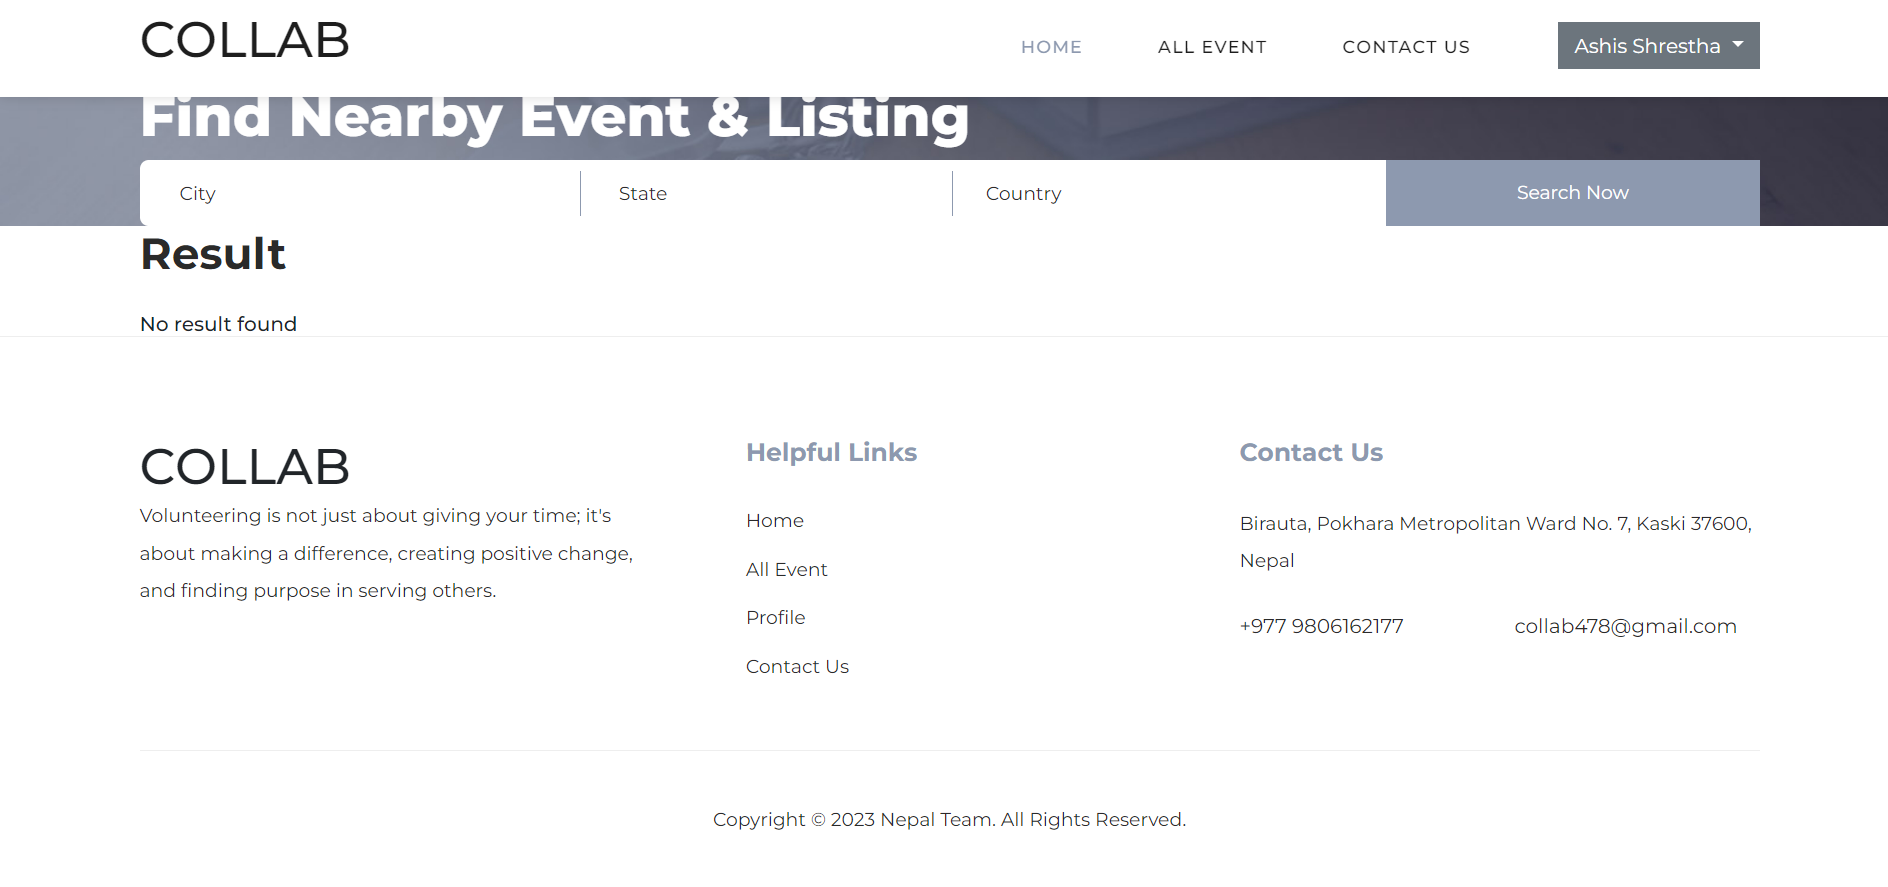 COLLAB
HOME
ALL EVENT
CONTACT US
Ashis Shrestha
Find Nearby Event & Listing
City
State
Country
Search Now
Result
No result found
COLLAB
Volunteering is not just about giving your time; it's
about making a difference, creating positive change,
and finding purpose in serving others.
Helpful Links
Home
All Event
Profile
Contact Us
Contact Us
Birauta, Pokhara Metropolitan Ward No. 7, Kaski 37600,
Nepal
+977 9806162177
collab478@gmail.com
Copyright © 2023 Nepal Team. All Rights Reserved.